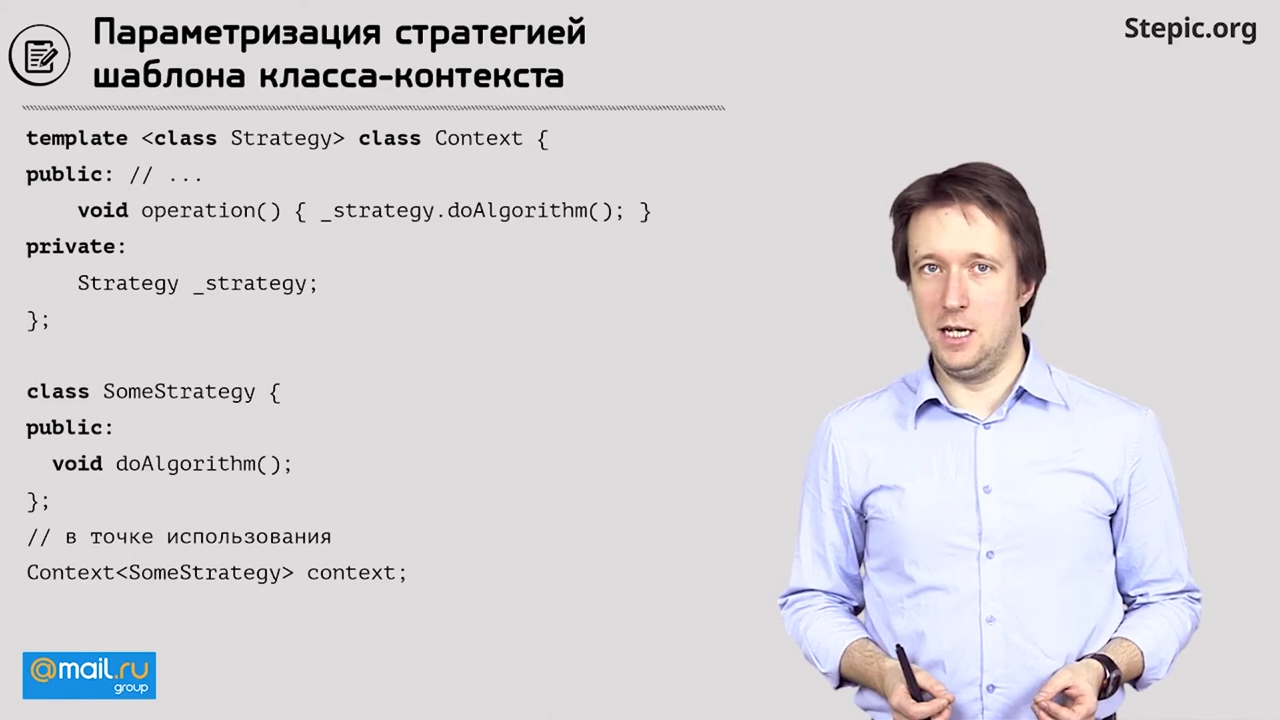 Параметризация стратегией
шаблона класса-контекста
Stepic.org
template <class Strategy> class Context {
public: // ...
    void operation() { _strategy.doAlgorithm(); }
private:
    Strategy _strategy;
};
class SomeStrategy {
public:
  void doAlgorithm();
};
// в точке использования
Context<SomeStrategy> context;
@mail.ru
group